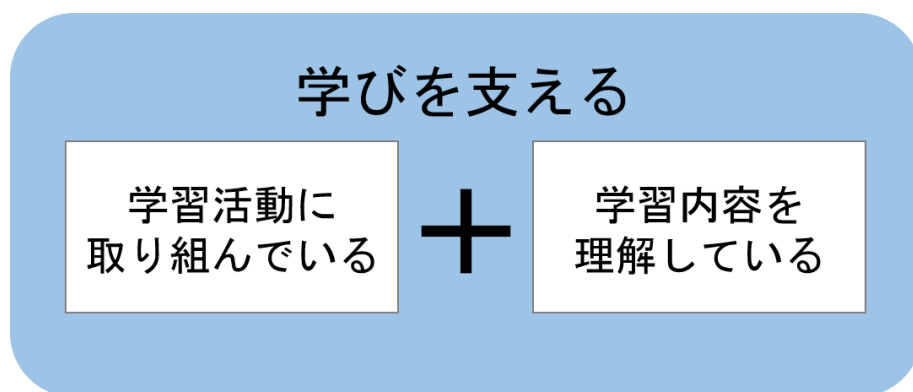 学びを支える
学習活動に
取り組んでいる
+
学習内容を
理解している